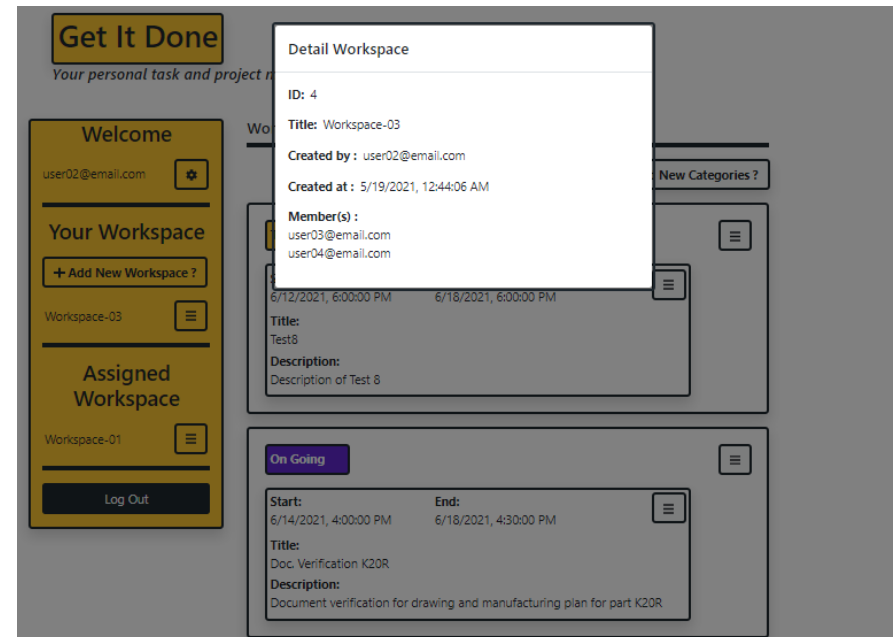 Get It Done
Your personal task and project
Welcome
user02@email.com
Your Workspace
+ Add New Workspace ?
Workspace-03
Assigned
Workspace
Workspace-01
Log Out
Detail Workspace
ID: 4
Title: Workspace-03
Created by : user02@email.com
Created at : 5/19/2021, 12:44:06 AM
Member(s) :
user03@email.com
user04@email.com
New Categories ?
6/12/2021, 6:00:00 PM 6/18/2021, 6:00:00 PM
Title:
Test8
Description:
Description of Test 8
On Going
Start: End:
6/14/2021, 4:00:00 PM 6/18/2021, 4:30:00 PM
Title:
Doc. Verification K20R
Description:
Document verification for drawing and manufacturing plan for part K20R